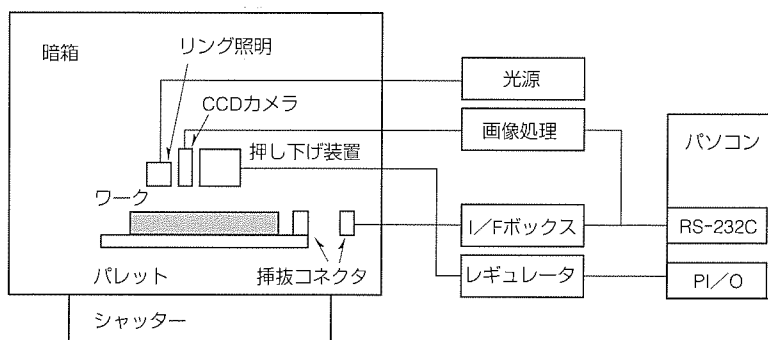 暗箱
リング照明
光源
CCDカメラ
画像処理
パソコン
押し下げ装置
ワーク
I／Fボックス
RS-232C
パレット
挿抜コネクタ
レギュレータ
PI／O
シャッター